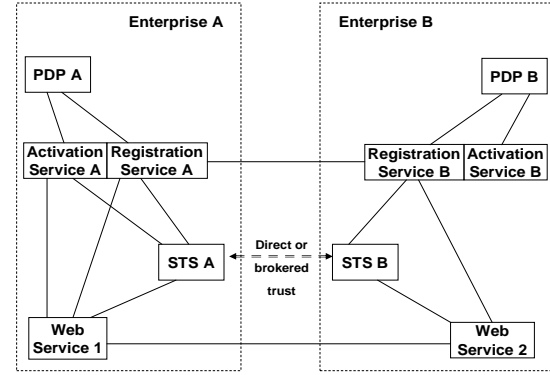 Enterprise A
Enterprise B
PDP A
PDP B
Activation
Service A
Registration
Service A
Registration
Service B
Activation
Service B
STS A
Direct or
brokered
trust
STS B
Web
Service 1
Web
Service 2